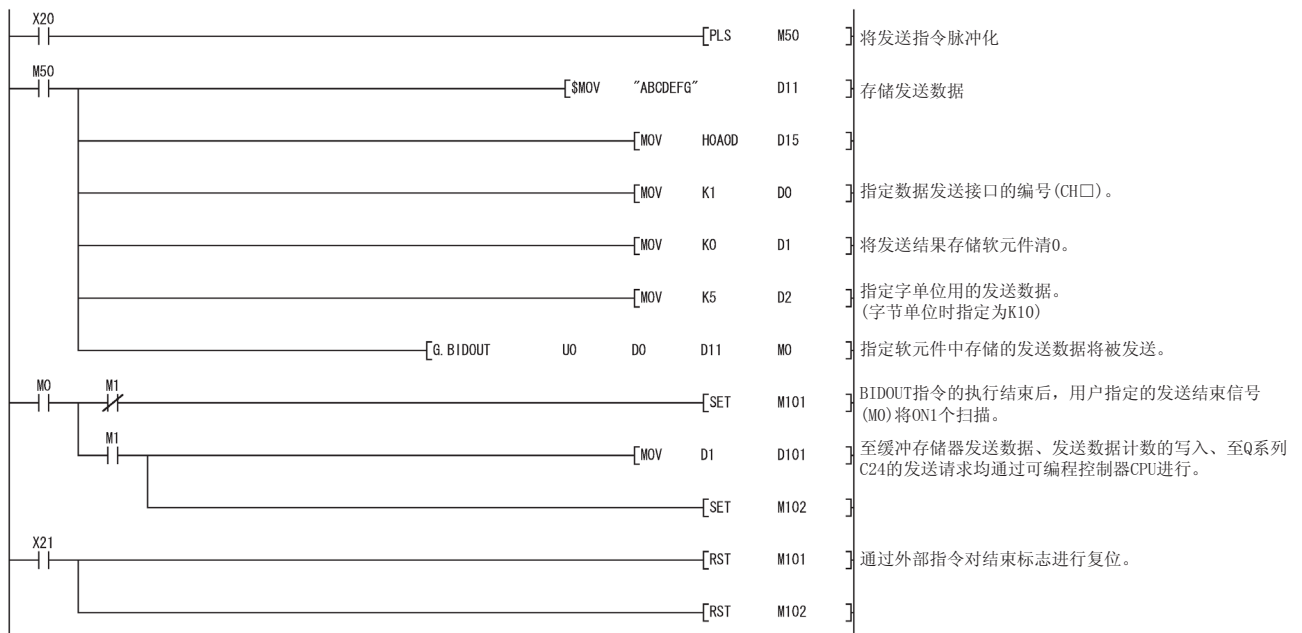 X20
[PLS M50 ] 将发送指令脉冲化
M50
[$MOV "ABCDEFG" D11 ] 存储发送数据
[MOV H0A0D D15 ]
[MOV K1 D0 ] 指定数据发送接口的编号(CH□)。
[MOV K0 D1 ] 将发送结果存储软元件清0。
[MOV K5 D2 ] 指定字单位用的发送数据。
(字节单位时指定为K10)
[G.BIDOUT U0 D0 D11 M0 ] 指定软元件中存储的发送数据将被发送。
M0 M1
[SET M101 ] BIDOUT指令的执行结束后，用户指定的发送结束信号
(M0)将ON1个扫描。
M1
[MOV D1 D101 ] 至缓冲存储器发送数据、发送数据计数的写入、至Q系列
C24的发送请求均通过可编程控制器CPU进行。
[SET M102 ]
X21
[RST M101 ] 通过外部指令对结束标志进行复位。
[RST M102 ]